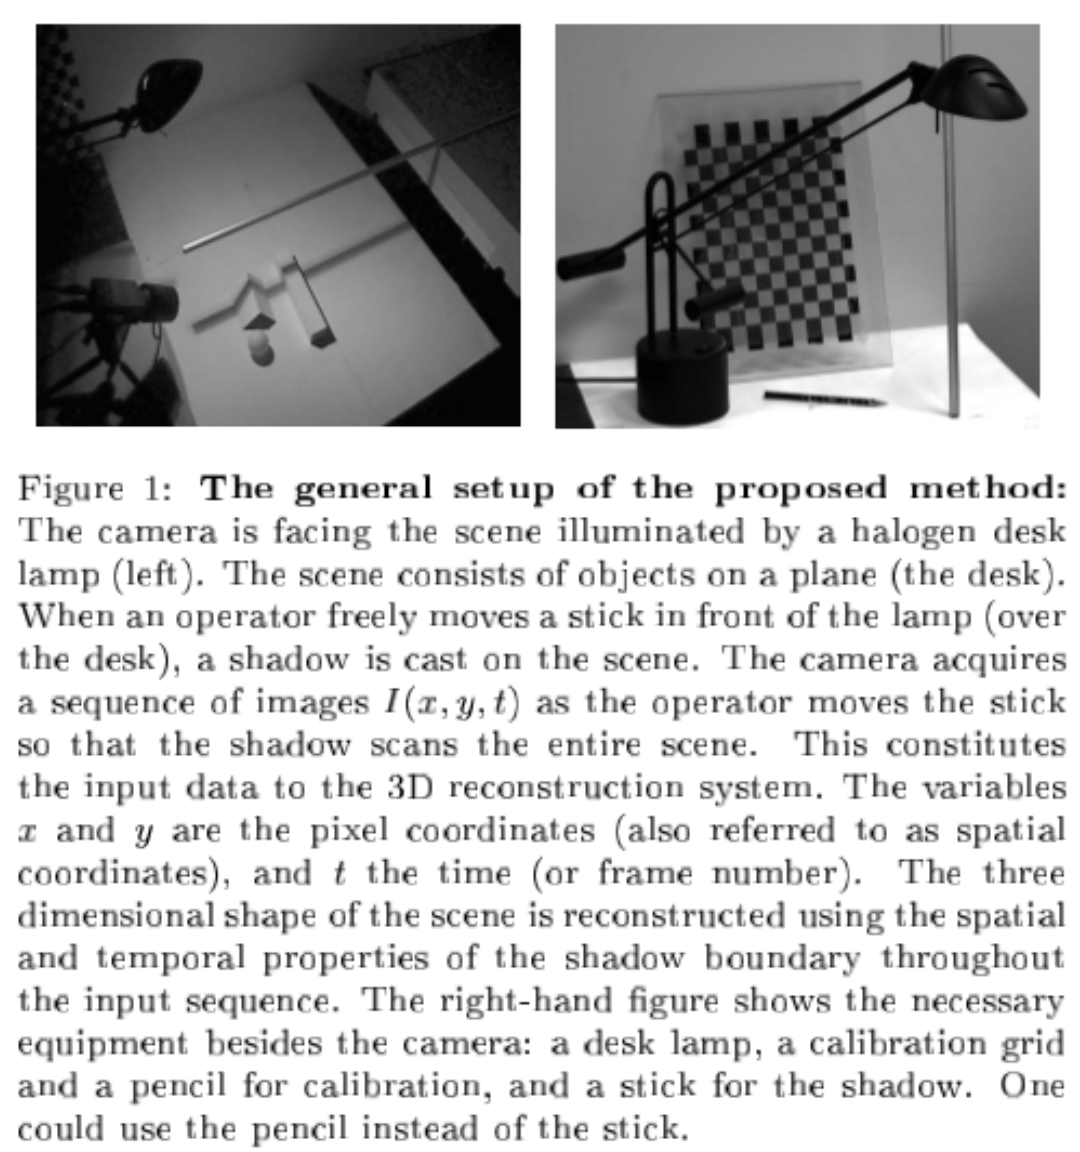 Figure 1: The general setup of the proposed method:
The camera is facing the scene illuminated by a halogen desk
lamp (left). The scene consists of objects on a plane (the desk).
When an operator freely moves a stick in front of the lamp (over
the desk), a shadow is cast on the scene. The camera acquires
a sequence of images I(x, y, t) as the operator moves the stick
so that the shadow scans the entire scene. This constitutes
the input data to the 3D reconstruction system. The variables
x and y are the pixel coordinates (also referred to as spatial
coordinates), and t the time (or frame number). The three
dimensional shape of the scene is reconstructed using the spatial
and temporal properties of the shadow boundary throughout
the input sequence. The right-hand figure shows the necessary
equipment besides the camera: a desk lamp, a calibration grid
and a pencil for calibration, and a stick for the shadow. One
could use the pencil instead of the stick.